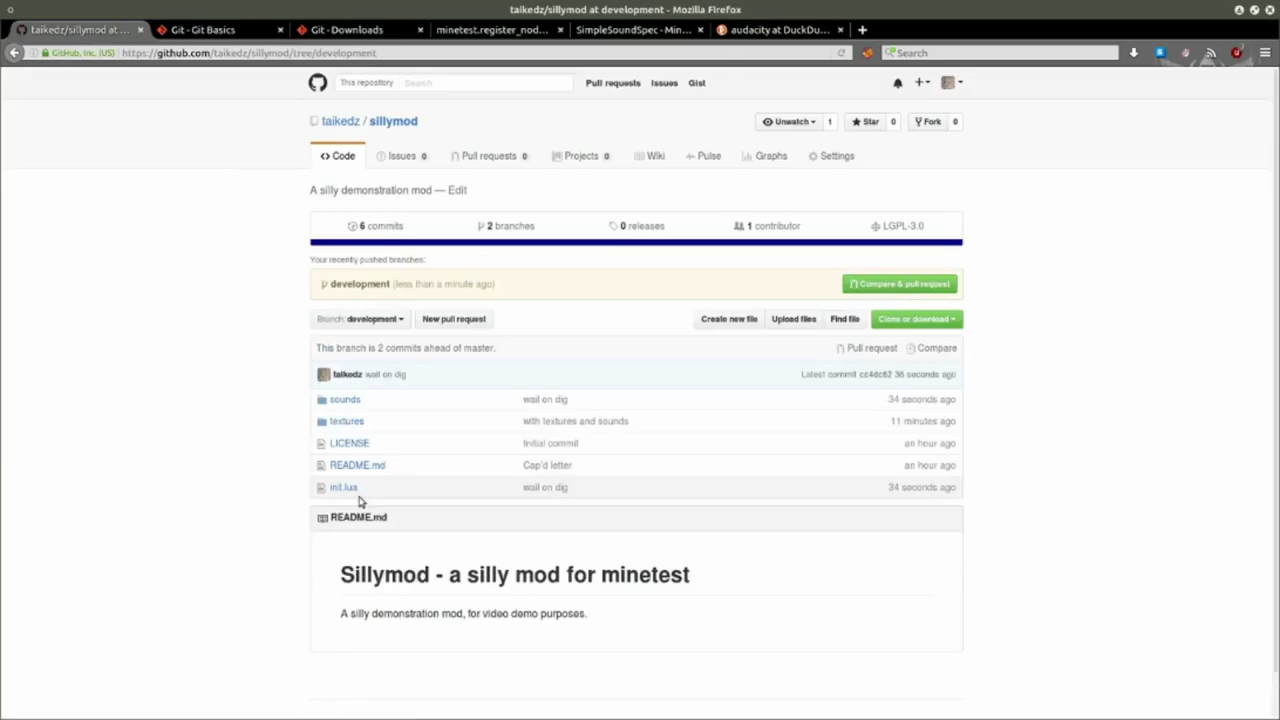 taikedz/sillymod at development - Mozilla Firefox
taikedz/sillymod at ... × Git - Git Basics × Git - Downloads × minetest.register_nod... × SimpleSoundSpec - Min... × audacity at DuckDu... ×
GitHub, Inc. (US) https://github.com/taikedz/sillymod/tree/development Search
This repository Search Pull requests Issues Gist
taikedz / sillymod Unwatch 1 Star 0 Fork 0
Code Issues 0 Pull requests 0 Projects 0 Wiki Pulse Graphs Settings
A silly demonstration mod — Edit
6 commits 2 branches 0 releases 1 contributor LGPL-3.0
Your recently pushed branches:
development (less than a minute ago) Compare & pull request
Branch: development New pull request Create new file Upload files Find file Clone or download
This branch is 2 commits ahead of master. Pull request Compare
taikedz wail on dig Latest commit cc4dc62 36 seconds ago
sounds wail on dig 34 seconds ago
textures with textures and sounds 11 minutes ago
LICENSE Initial commit an hour ago
README.md Cap'd letter an hour ago
init.lua wail on dig 34 seconds ago
README.md
Sillymod - a silly mod for minetest
A silly demonstration mod, for video demo purposes.